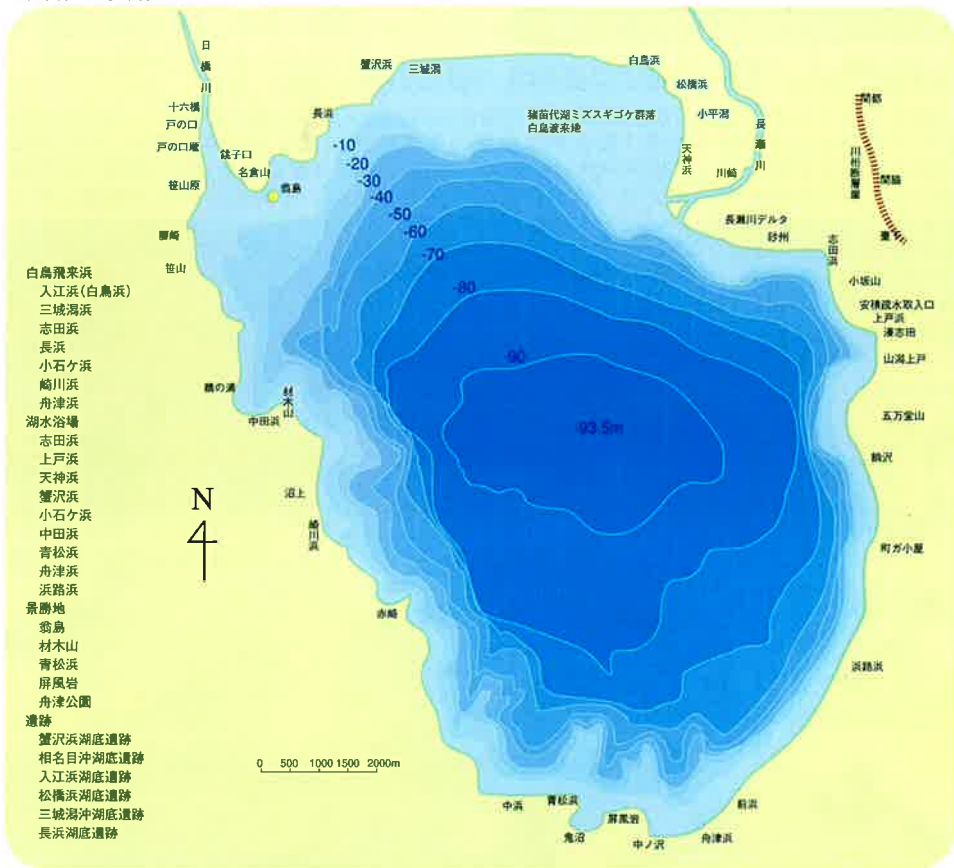 日橋川
十六橋
戸の口
戸の口堰
銚子口
名倉山
翁島
笹山原
笹山
長浜
蟹沢浜
三城潟
白鳥浜
松橋浜
小平潟
猪苗代湖ミズスギゴケ群落
白鳥渡来地
天神浜
川崎
長瀬川
長瀬川デルタ
砂州
志田浜
関都
川桁断層崖
関脇
小坂山
安積疏水取入口
上戸浜
湊志田
山潟上戸
五万堂山
鶴沢
町ガ小屋
浜路浜
-10
-20
-30
-40
-50
-60
-70
-80
-90
-93.5m
中田浜
材木山
沼上
崎川浜
赤崎
中浜
青松浜
鬼沼
屏風岩
中ノ沢
舟津浜
前浜
N
0 500 1000 1500 2000m
白鳥飛来浜
入江浜(白鳥浜)
三城潟浜
志田浜
長浜
小石ケ浜
崎川浜
舟津浜
湖水浴場
志田浜
上戸浜
天神浜
蟹沢浜
小石ケ浜
中田浜
青松浜
舟津浜
浜路浜
景勝地
翁島
材木山
青松浜
屏風岩
舟津公園
遺跡
蟹沢浜湖底遺跡
相名目沖湖底遺跡
入江浜湖底遺跡
松橋浜湖底遺跡
三城潟沖湖底遺跡
長浜湖底遺跡